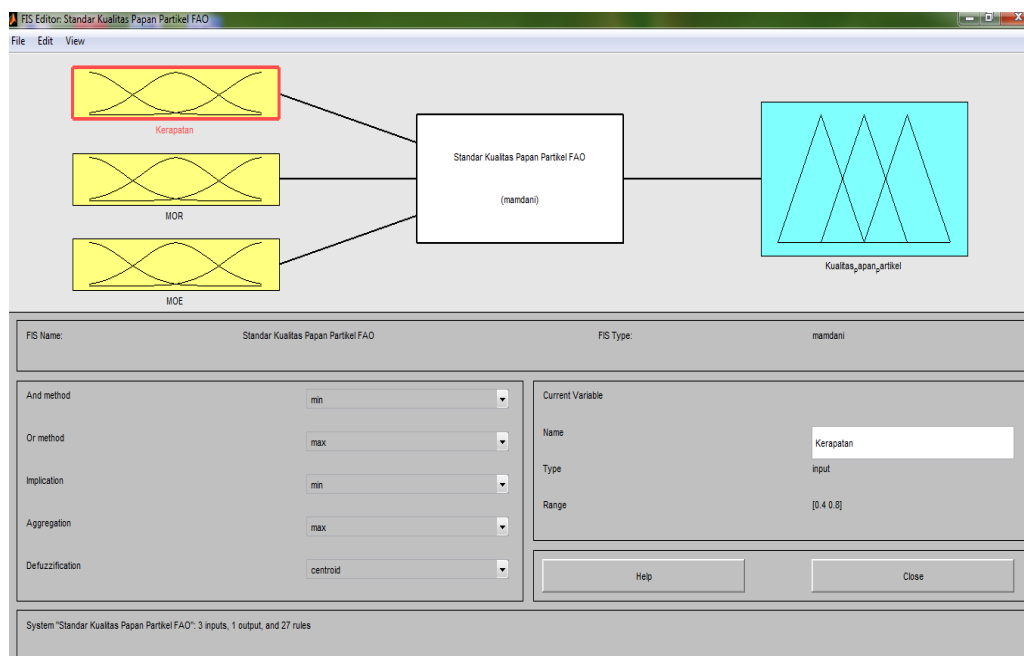 FIS Editor: Standar Kualitas Papan Partikel FAO
File Edit View
Kerapatan
MOR
MOE
Standar Kualitas Papan Partikel FAO
(mamdani)
Kualitaspapanpartikel
FIS Name: Standar Kualitas Papan Partikel FAO FIS Type: mamdani
And method min
Or method max
Implication min
Aggregation max
Defuzzification centroid
Current Variable
Name Kerapatan
Type input
Range [0.4 0.8]
Help Close
System "Standar Kualitas Papan Partikel FAO": 3 inputs, 1 output, and 27 rules